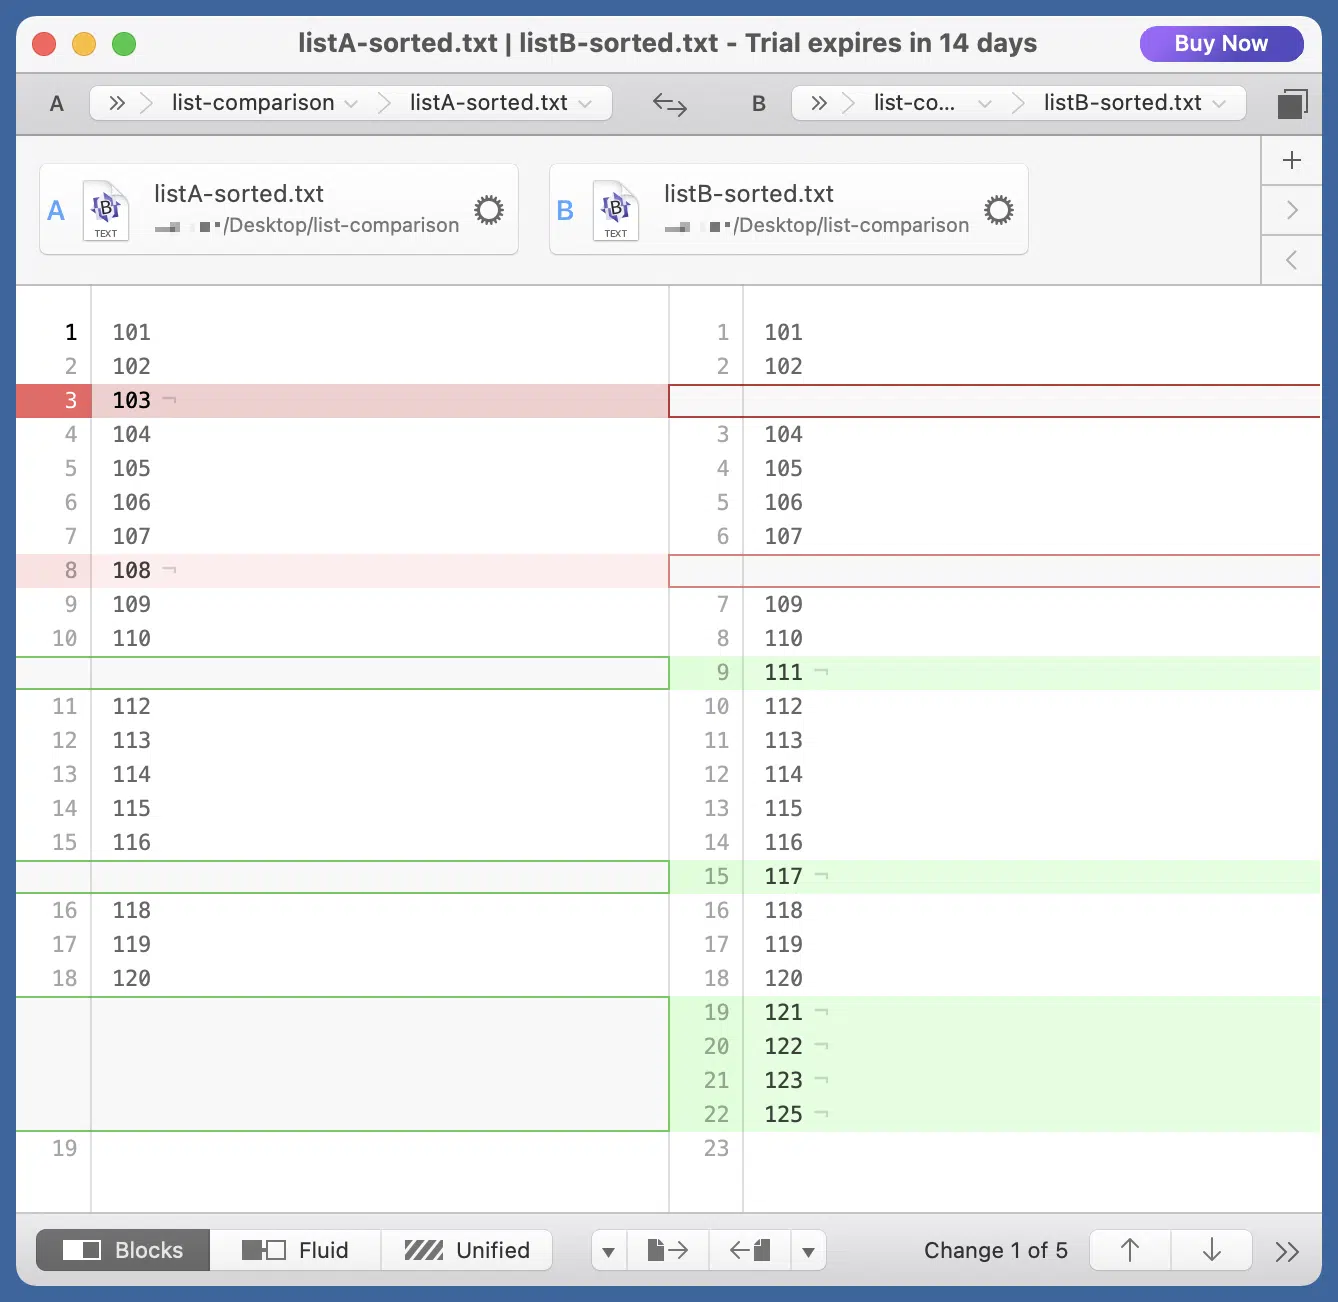 listA-sorted.txt | listB-sorted.txt - Trial expires in 14 days
Buy Now
A
list-comparison
listA-sorted.txt
B
list-co...
listB-sorted.txt
A
B
TEXT
listA-sorted.txt
/Desktop/list-comparison
B
B
TEXT
listB-sorted.txt
/Desktop/list-comparison
1 101 1 101
2 102 2 102
3 103 ¬
4 104 3 104
5 105 4 105
6 106 5 106
7 107 6 107
8 108 ¬
9 109 7 109
10 110 8 110
9 111 ¬
11 112 10 112
12 113 11 113
13 114 12 114
14 115 13 115
15 116 14 116
15 117 ¬
16 118 16 118
17 119 17 119
18 120 18 120
19 121 ¬
20 122 ¬
21 123 ¬
22 125 ¬
19 23
Blocks
Fluid
Unified
Change 1 of 5